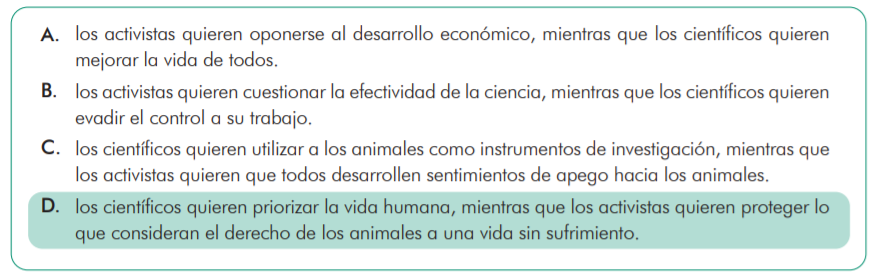 A. los activistas quieren oponerse al desarrollo económico, mientras que los científicos quieren
mejorar la vida de todos.
B. los activistas quieren cuestionar la efectividad de la ciencia, mientras que los científicos quieren
evadir el control a su trabajo.
C. los científicos quieren utilizar a los animales como instrumentos de investigación, mientras que
los activistas quieren que todos desarrollen sentimientos de apego hacia los animales.
D. los científicos quieren priorizar la vida humana, mientras que los activistas quieren proteger lo
que consideran el derecho de los animales a una vida sin sufrimiento.